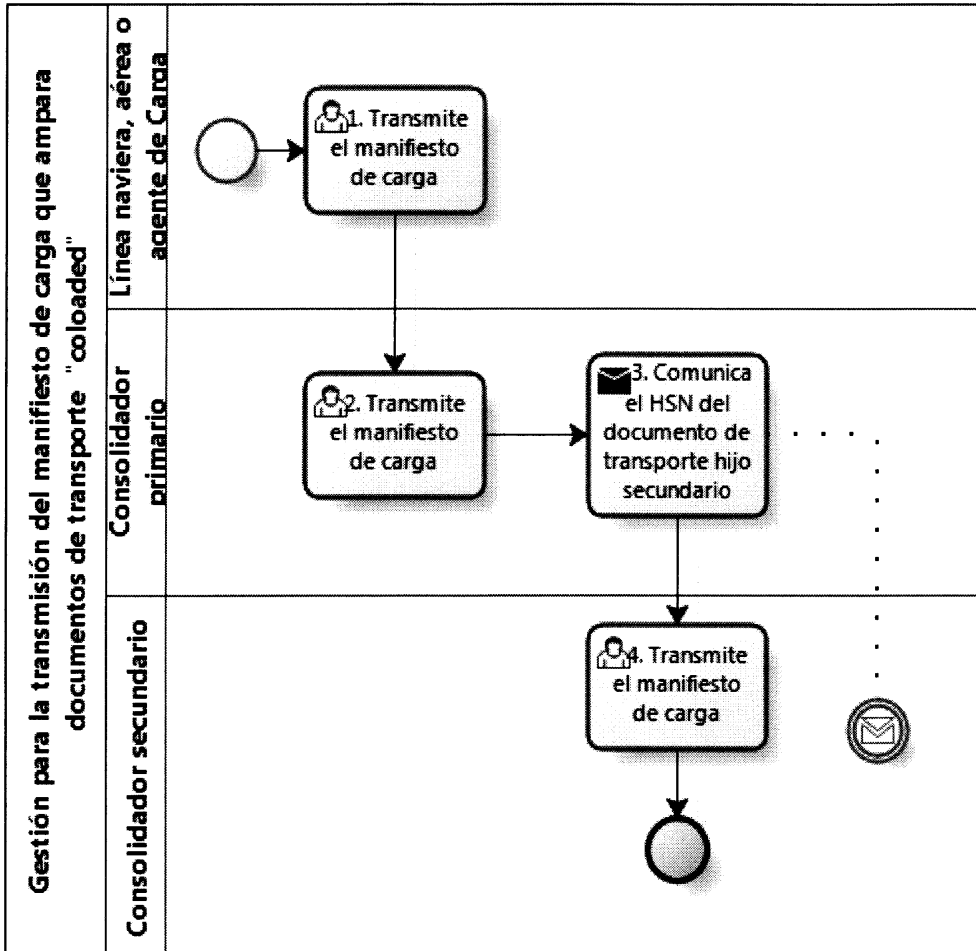 Gestión para la transmisión del manifiesto de carga que ampara
documentos de transporte "coloaded"
Línea naviera, aérea o
agente de Carga
1. Transmite
el manifiesto
de carga
Consolidador
primario
2. Transmite
el manifiesto
de carga
3. Comunica
el HSN del
documento de
transporte hijo
secundario
Consolidador secundario
4. Transmite
el manifiesto
de carga